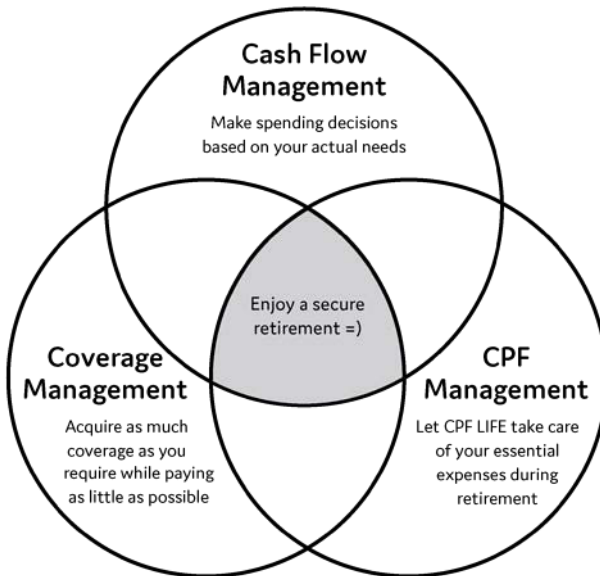 Cash Flow
Management
Make spending decisions
based on your actual needs
Enjoy a secure
retirement =)
Coverage
Management
Acquire as much
coverage as you
require while paying
as little as possible
CPF
Management
Let CPF LIFE take care
of your essential
expenses during
retirement